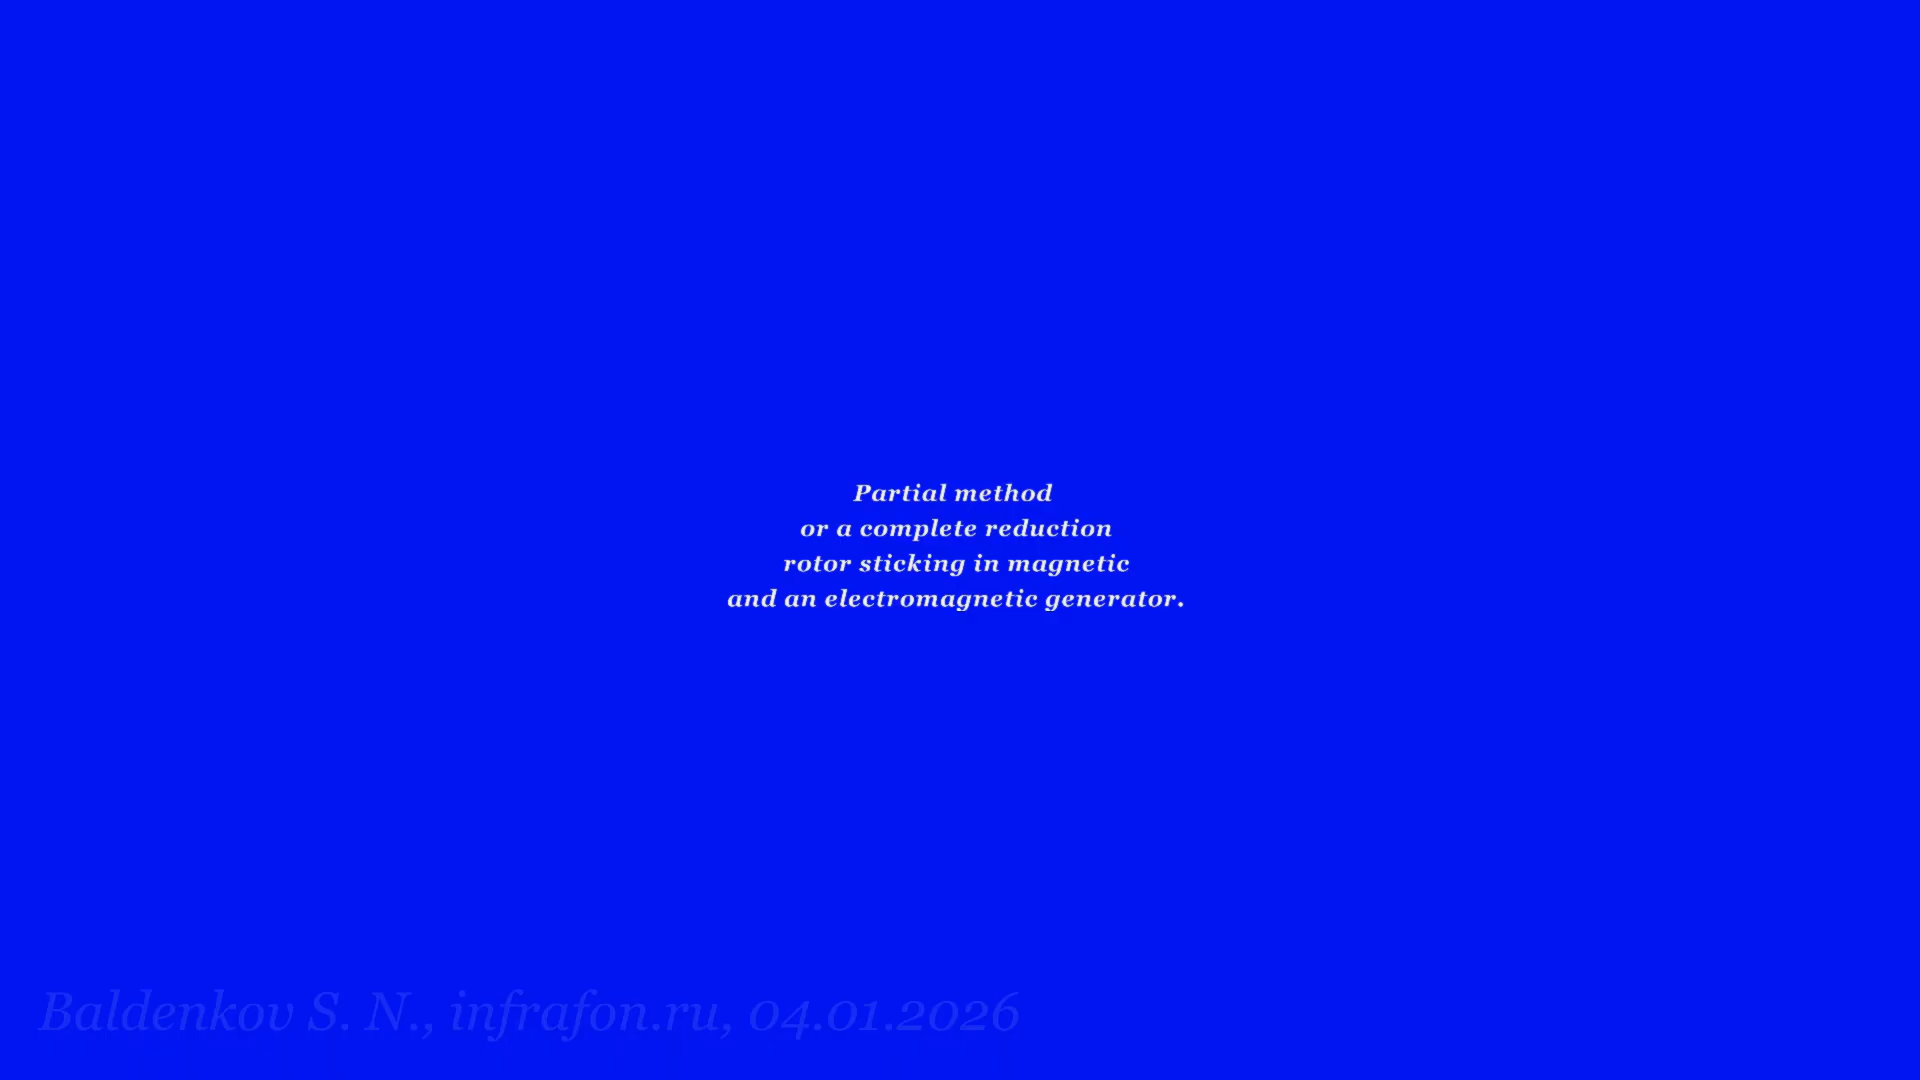 Partial method
or a complete reduction
rotor sticking in magnetic
and an electromagnetic generator.
Baldenkov S. N., infrafon.ru, 04.01.2026